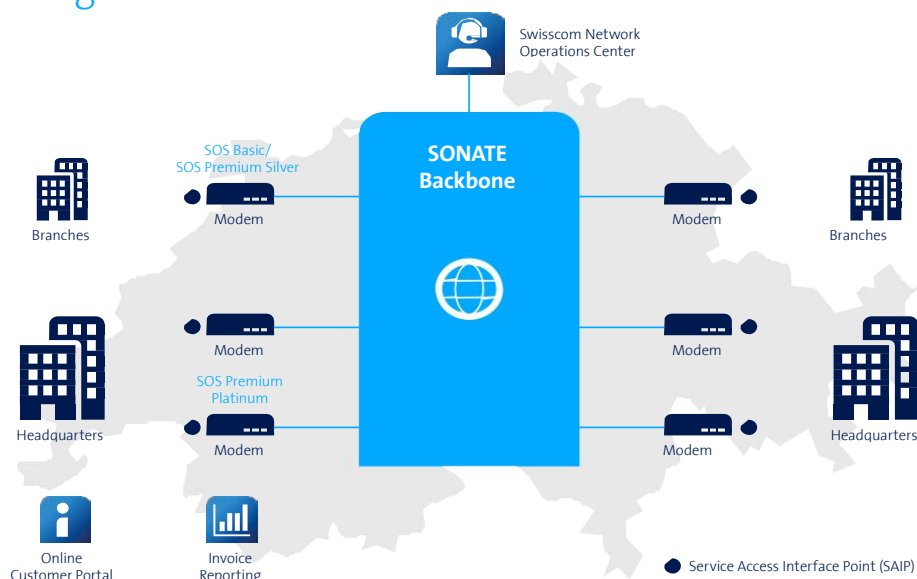 Swisscom Network
Operations Center
SONATE
Backbone
SOS Basic/
SOS Premium Silver
Modem
Modem
Branches
Branches
Modem
Modem
SOS Premium
Platinum
Headquarters
Headquarters
Modem
Modem
Online
Customer Portal
Invoice
Reporting
Service Access Interface Point (SAIP)